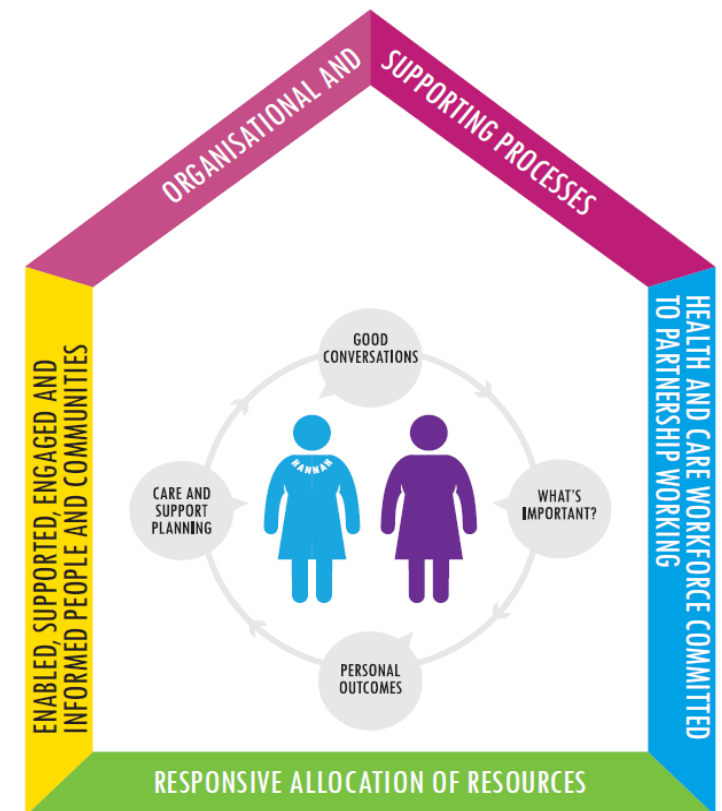 ORGANISATIONAL AND
SUPPORTING PROCESSES
ENABLED, SUPPORTED, ENGAGED AND
INFORMED PEOPLE AND COMMUNITIES
GOOD
CONVERSATIONS
HANNAH
CARE AND
SUPPORT
PLANNING
WHAT'S
IMPORTANT?
PERSONAL
OUTCOMES
HEALTH AND CARE WORKFORCE COMMITTED
TO PARTNERSHIP WORKING
RESPONSIVE ALLOCATION OF RESOURCES